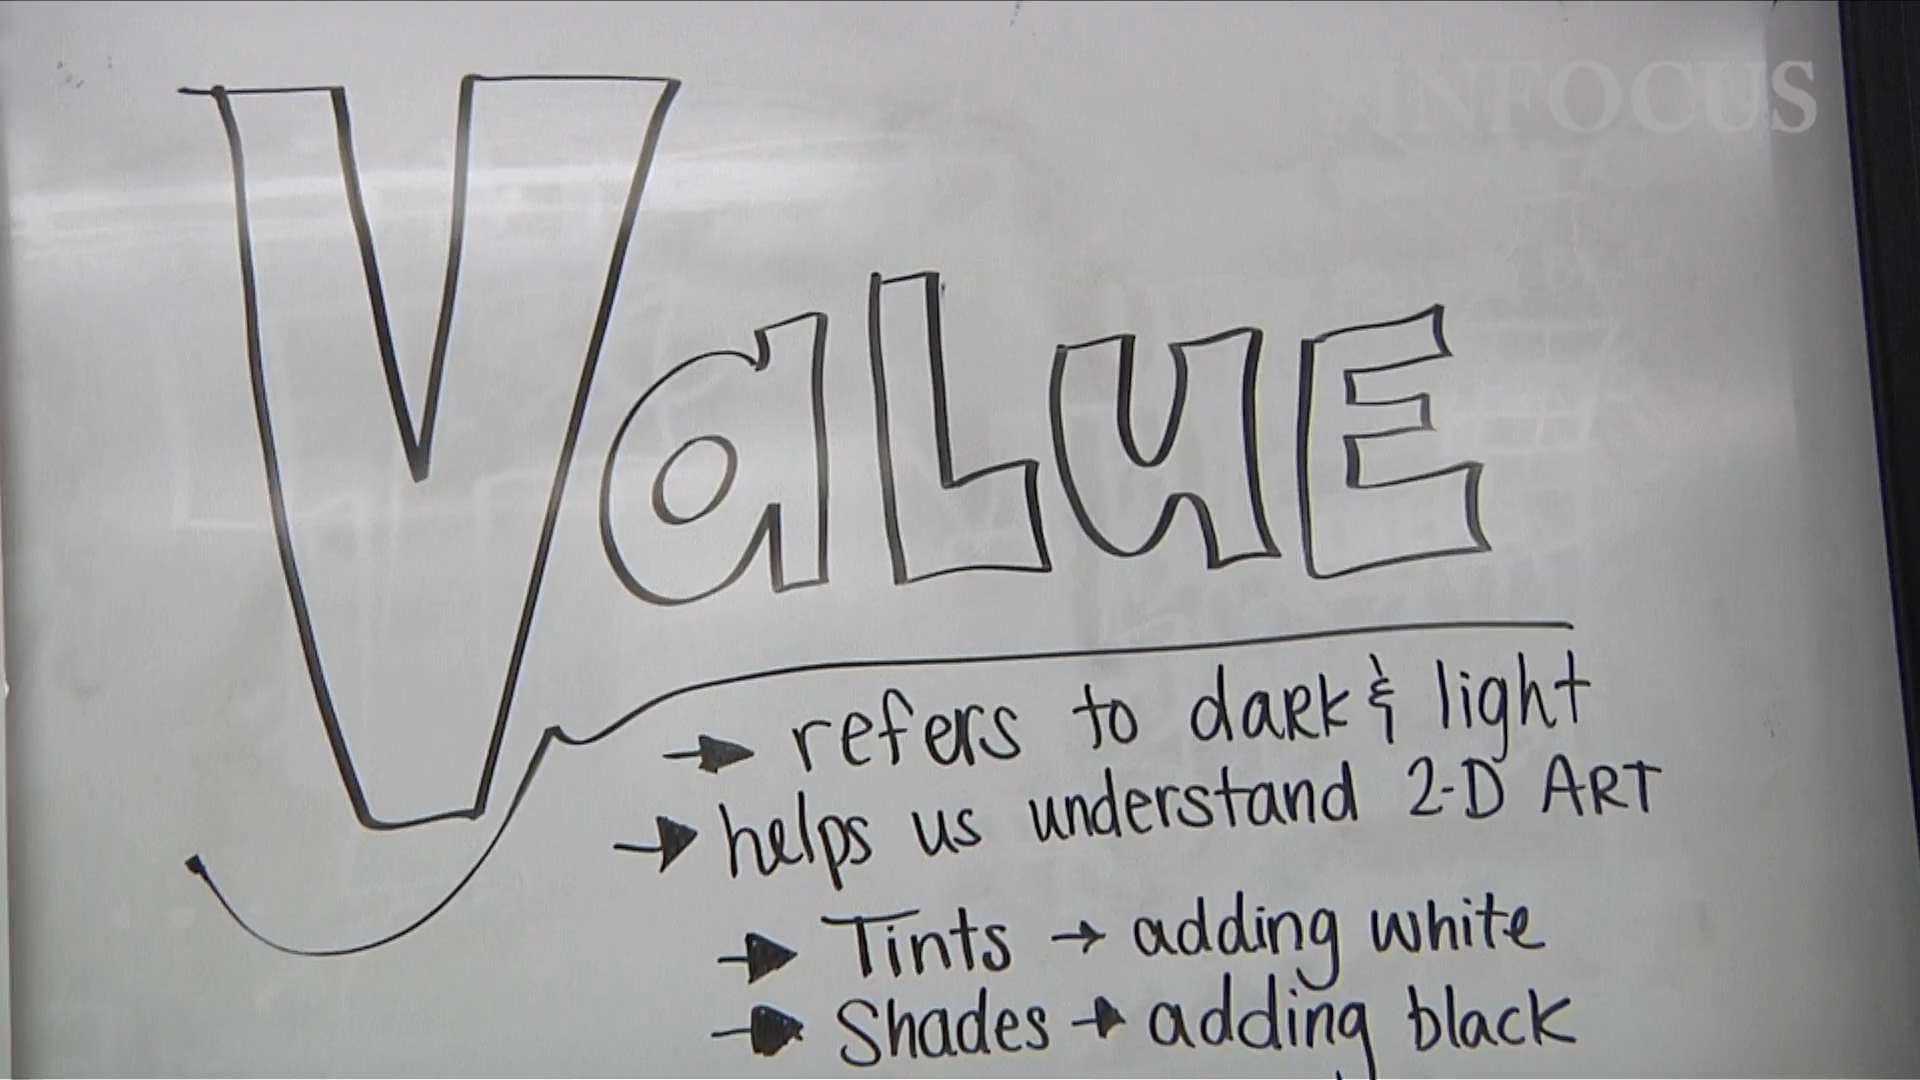 INFOCUS
VaLuE
→ refers to daRk & light
→ helps us understand 2-D ART
→ Tints → adding white
→ Shades → adding black